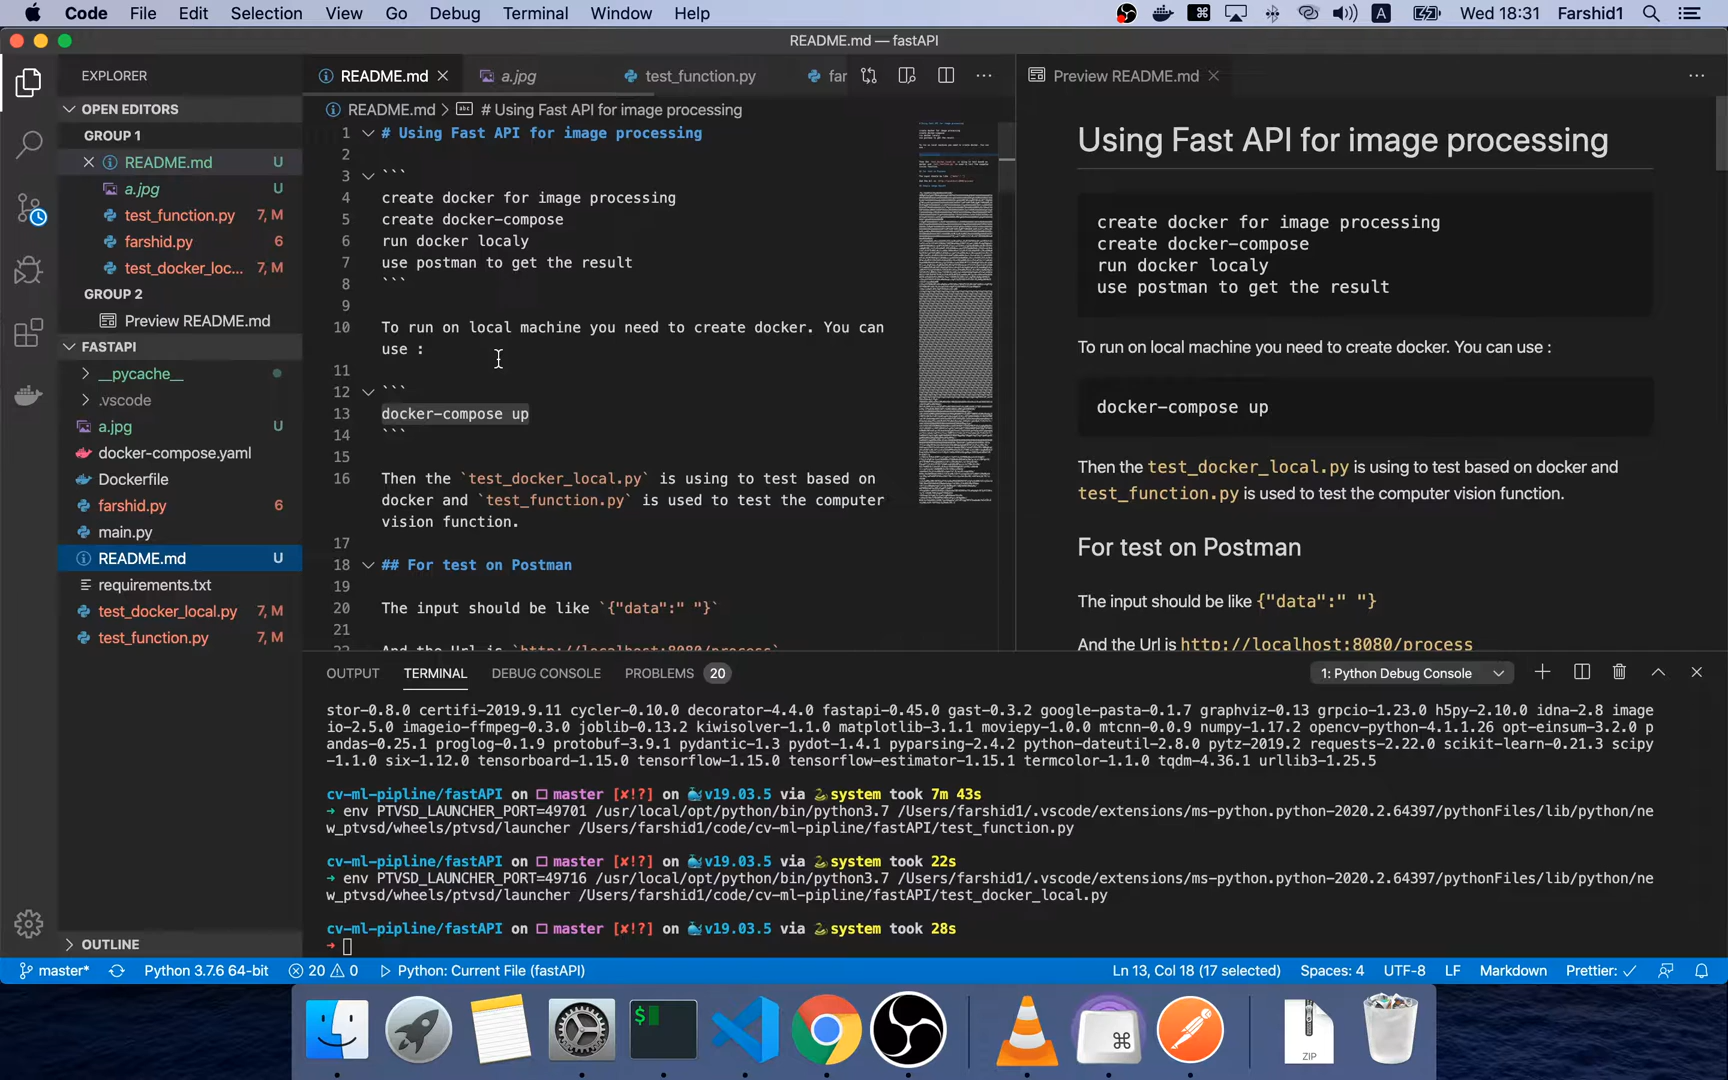 Code File Edit Selection View Go Debug Terminal Window Help
A Wed 18:31 Farshid1
README.md — fastAPI
EXPLORER
OPEN EDITORS
GROUP 1
README.md U
a.jpg U
test_function.py 7, M
farshid.py 6
test_docker_loc... 7, M
GROUP 2
Preview README.md
FASTAPI
__pycache__
.vscode
a.jpg U
docker-compose.yaml
Dockerfile
farshid.py 6
main.py
README.md U
requirements.txt
test_docker_local.py 7, M
test_function.py 7, M
OUTLINE
README.md a.jpg test_function.py far
README.md > # Using Fast API for image processing
1 # Using Fast API for image processing
2
3 ```
4 create docker for image processing
5 create docker-compose
6 run docker localy
7 use postman to get the result
8 ```
9
10 To run on local machine you need to create docker. You can
use :
11
12 ```
13 docker-compose up
14 ```
15
16 Then the `test_docker_local.py` is using to test based on
docker and `test_function.py` is used to test the computer
vision function.
17
18 ## For test on Postman
19
20 The input should be like `{"data":" "}`
21
22 And the Url is `http://localhost:8080/process`
Preview README.md
Using Fast API for image processing
create docker for image processing
create docker-compose
run docker localy
use postman to get the result
To run on local machine you need to create docker. You can use :
docker-compose up
Then the test_docker_local.py is using to test based on docker and
test_function.py is used to test the computer vision function.
For test on Postman
The input should be like {"data":" "}
And the Url is http://localhost:8080/process
OUTPUT TERMINAL DEBUG CONSOLE PROBLEMS 20
1: Python Debug Console
stor-0.8.0 certifi-2019.9.11 cycler-0.10.0 decorator-4.4.0 fastapi-0.45.0 gast-0.3.2 google-pasta-0.1.7 graphviz-0.13 grpcio-1.23.0 h5py-2.10.0 idna-2.8 image
io-2.5.0 imageio-ffmpeg-0.3.0 joblib-0.13.2 kiwisolver-1.1.0 matplotlib-3.1.1 moviepy-1.0.0 mtcnn-0.0.9 numpy-1.17.2 opencv-python-4.1.1.26 opt-einsum-3.2.0 p
andas-0.25.1 proglog-0.1.9 protobuf-3.9.1 pydantic-1.3 pydot-1.4.1 pyparsing-2.4.2 python-dateutil-2.8.0 pytz-2019.2 requests-2.22.0 scikit-learn-0.21.3 scipy
-1.1.0 six-1.12.0 tensorboard-1.15.0 tensorflow-1.15.0 tensorflow-estimator-1.15.1 termcolor-1.1.0 tqdm-4.36.1 urllib3-1.25.5
cv-ml-pipline/fastAPI on master [✘!?] on v19.03.5 via system took 7m 43s
➜ env PTVSD_LAUNCHER_PORT=49701 /usr/local/opt/python/bin/python3.7 /Users/farshid1/.vscode/extensions/ms-python.python-2020.2.64397/pythonFiles/lib/python/ne
w_ptvsd/wheels/ptvsd/launcher /Users/farshid1/code/cv-ml-pipline/fastAPI/test_function.py
cv-ml-pipline/fastAPI on master [✘!?] on v19.03.5 via system took 22s
➜ env PTVSD_LAUNCHER_PORT=49716 /usr/local/opt/python/bin/python3.7 /Users/farshid1/.vscode/extensions/ms-python.python-2020.2.64397/pythonFiles/lib/python/ne
w_ptvsd/wheels/ptvsd/launcher /Users/farshid1/code/cv-ml-pipline/fastAPI/test_docker_local.py
cv-ml-pipline/fastAPI on master [✘!?] on v19.03.5 via system took 28s
➜
master* Python 3.7.6 64-bit 20 0 Python: Current File (fastAPI) Ln 13, Col 18 (17 selected) Spaces: 4 UTF-8 LF Markdown Prettier: ✓
$
ZIP